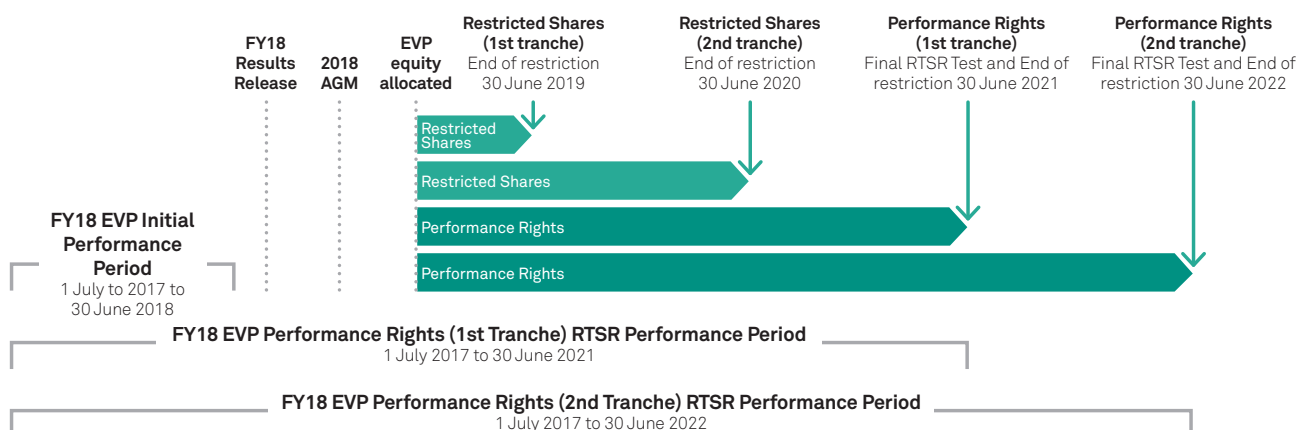 FY18
Results
Release
2018
AGM
EVP
equity
allocated
Restricted Shares
(1st tranche)
End of restriction
30 June 2019
Restricted Shares
(2nd tranche)
End of restriction
30 June 2020
Performance Rights
(1st tranche)
Final RTSR Test and End of
restriction 30 June 2021
Performance Rights
(2nd tranche)
Final RTSR Test and End of
restriction 30 June 2022
Restricted
Shares
Restricted Shares
Performance Rights
Performance Rights
FY18 EVP Initial
Performance
Period
1 July to 2017 to
30 June 2018
FY18 EVP Performance Rights (1st Tranche) RTSR Performance Period
1 July 2017 to 30 June 2021
FY18 EVP Performance Rights (2nd Tranche) RTSR Performance Period
1 July 2017 to 30 June 2022